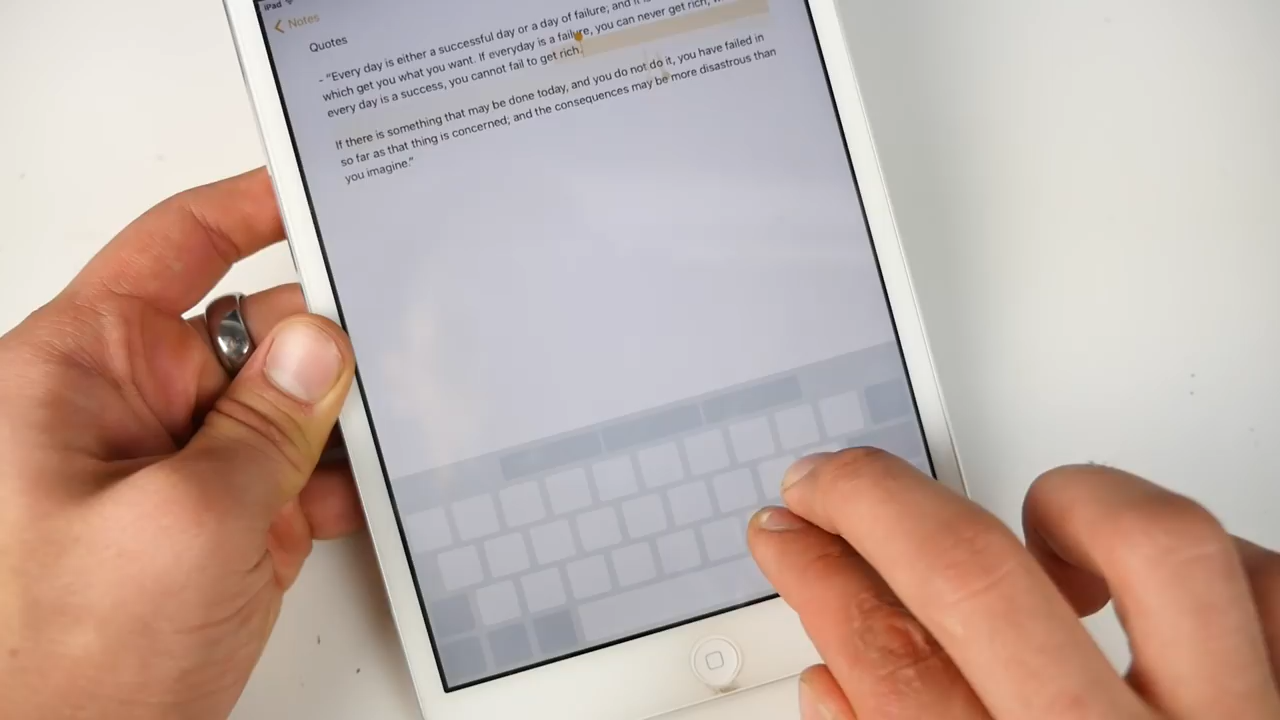 iPad
Notes
Quotes
- "Every day is either a successful day or a day of failure; and it is
which get you what you want. If everyday is a failure, you can never get rich,
every day is a success, you cannot fail to get rich.
If there is something that may be done today, and you do not do it, you have failed in
so far as that thing is concerned; and the consequences may be more disastrous than
you imagine."